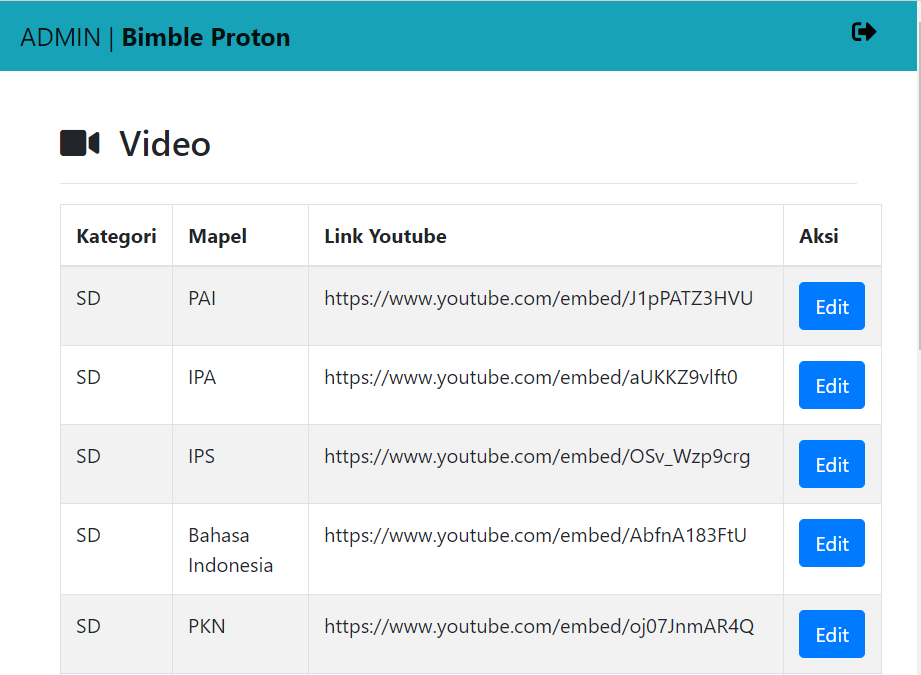 ADMIN | Bimble Proton
Video
Kategori Mapel Link Youtube Aksi
SD PAI https://www.youtube.com/embed/J1pPATZ3HVU Edit
SD IPA https://www.youtube.com/embed/aUKKZ9vlft0 Edit
SD IPS https://www.youtube.com/embed/OSv_Wzp9crg Edit
SD Bahasa https://www.youtube.com/embed/AbfnA183FtU Edit
Indonesia
SD PKN https://www.youtube.com/embed/oj07JnmAR4Q Edit